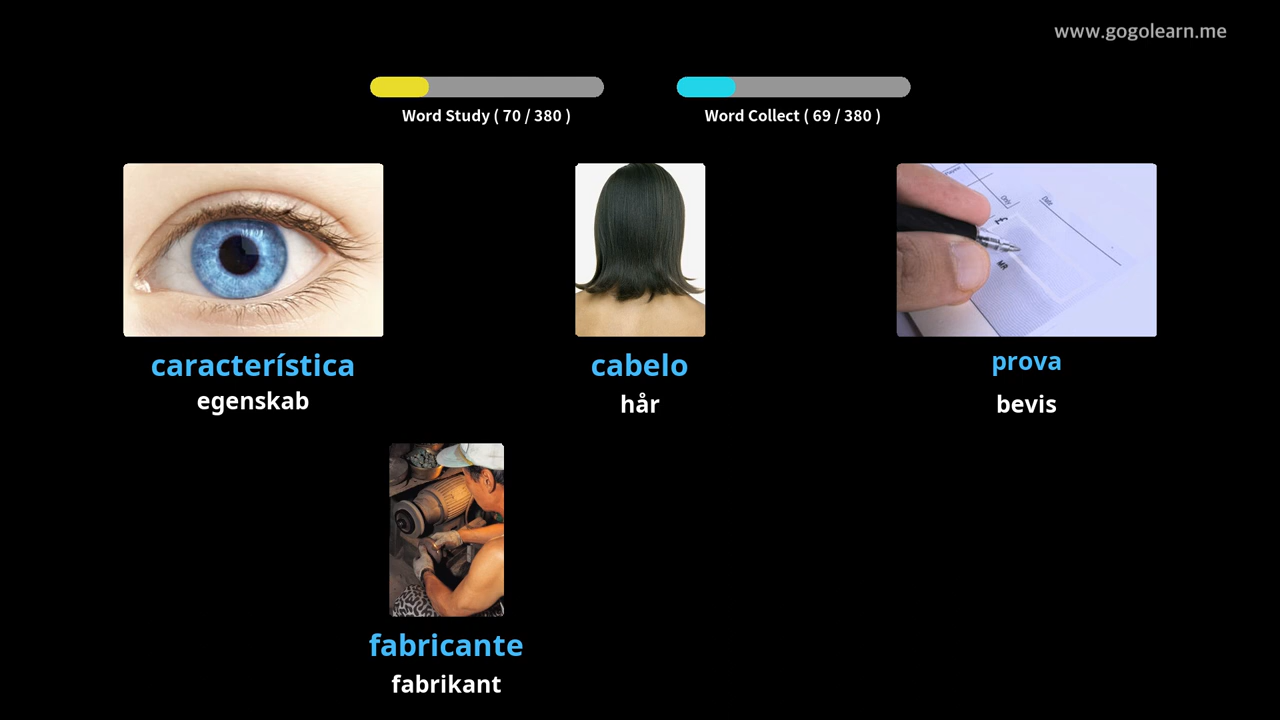 www.gogolearn.me
Word Study ( 70 / 380 )
Word Collect ( 69 / 380 )
característica
egenskab
cabelo
hår
prova
bevis
fabricante
fabrikant